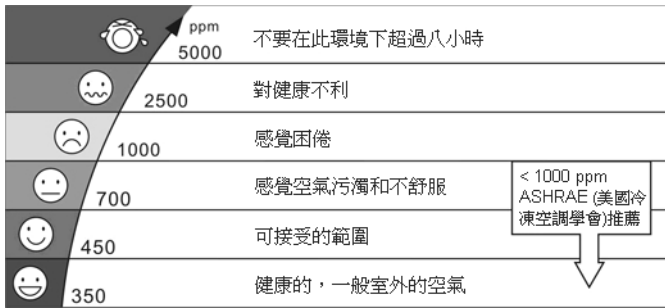 ppm
5000
不要在此環境下超過八小時
2500
對健康不利
1000
感覺困倦
700
感覺空氣污濁和不舒服
< 1000 ppm
ASHRAE (美國冷
凍空調學會)推薦
450
可接受的範圍
350
健康的，一般室外的空氣